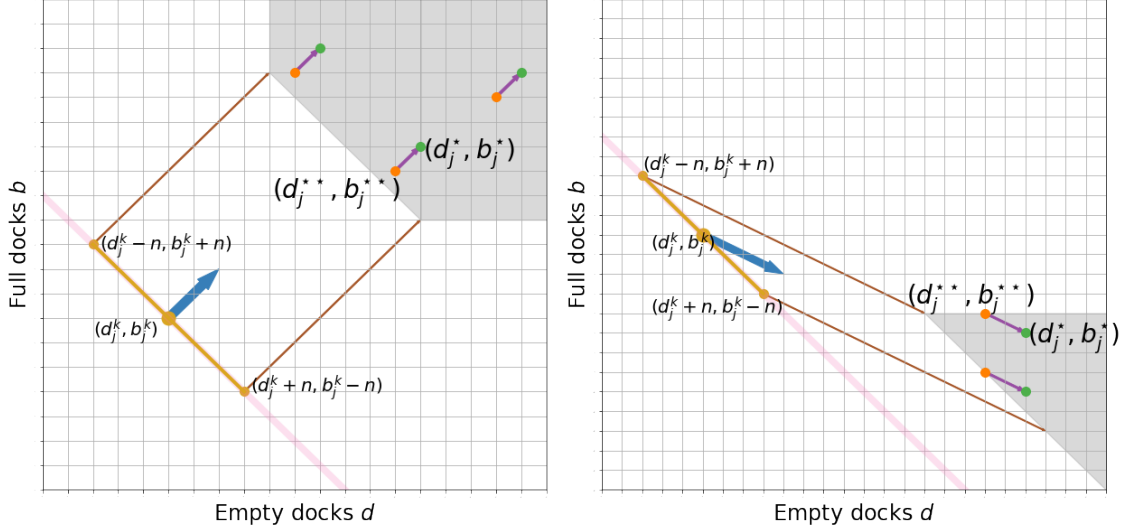 (d_j^⋆, b_j^⋆)
(d_j^{⋆⋆}, b_j^{⋆⋆})
(d_j^k − n, b_j^k + n)
(d_j^k, b_j^k)
(d_j^k + n, b_j^k − n)
Full docks b
Empty docks d
(d_j^k − n, b_j^k + n)
(d_j^k, b_j^k)
(d_j^{⋆⋆}, b_j^{⋆⋆})
(d_j^k + n, b_j^k − n)
(d_j^⋆, b_j^⋆)
Full docks b
Empty docks d